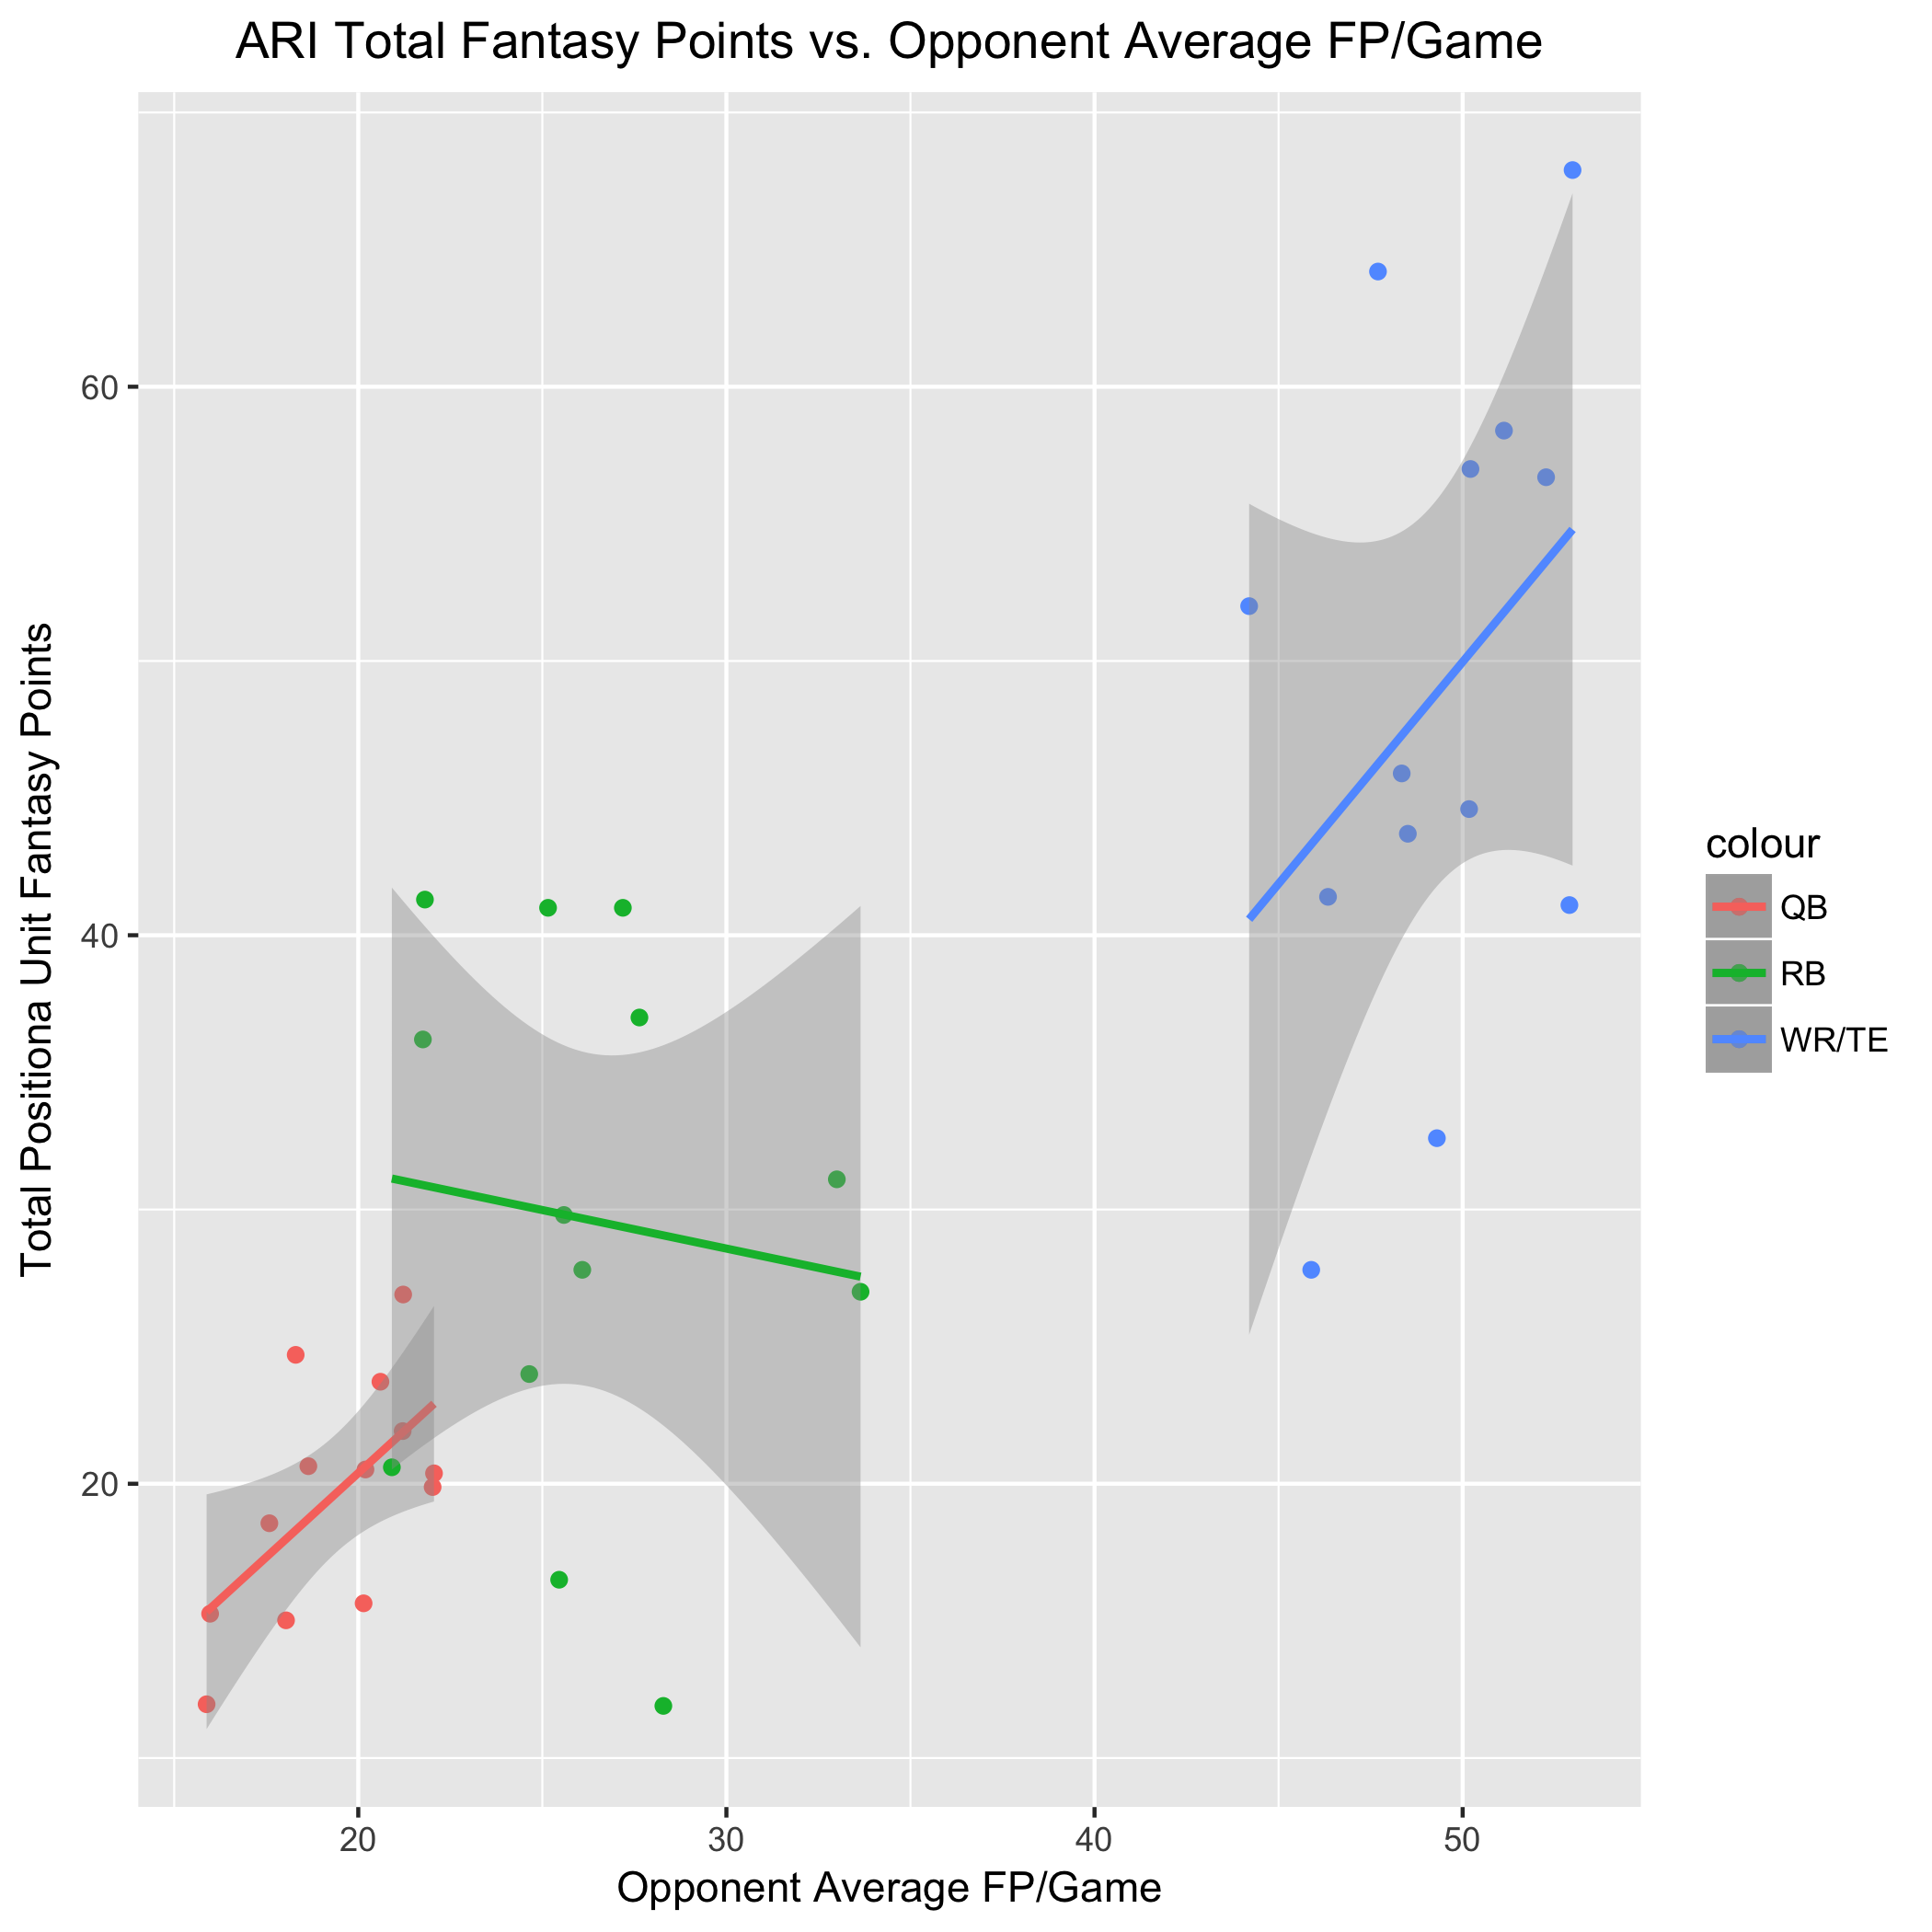 ARI Total Fantasy Points vs. Opponent Average FP/Game
Total Positiona Unit Fantasy Points
60
40
20
20 30 40 50
Opponent Average FP/Game
colour
QB
RB
WR/TE